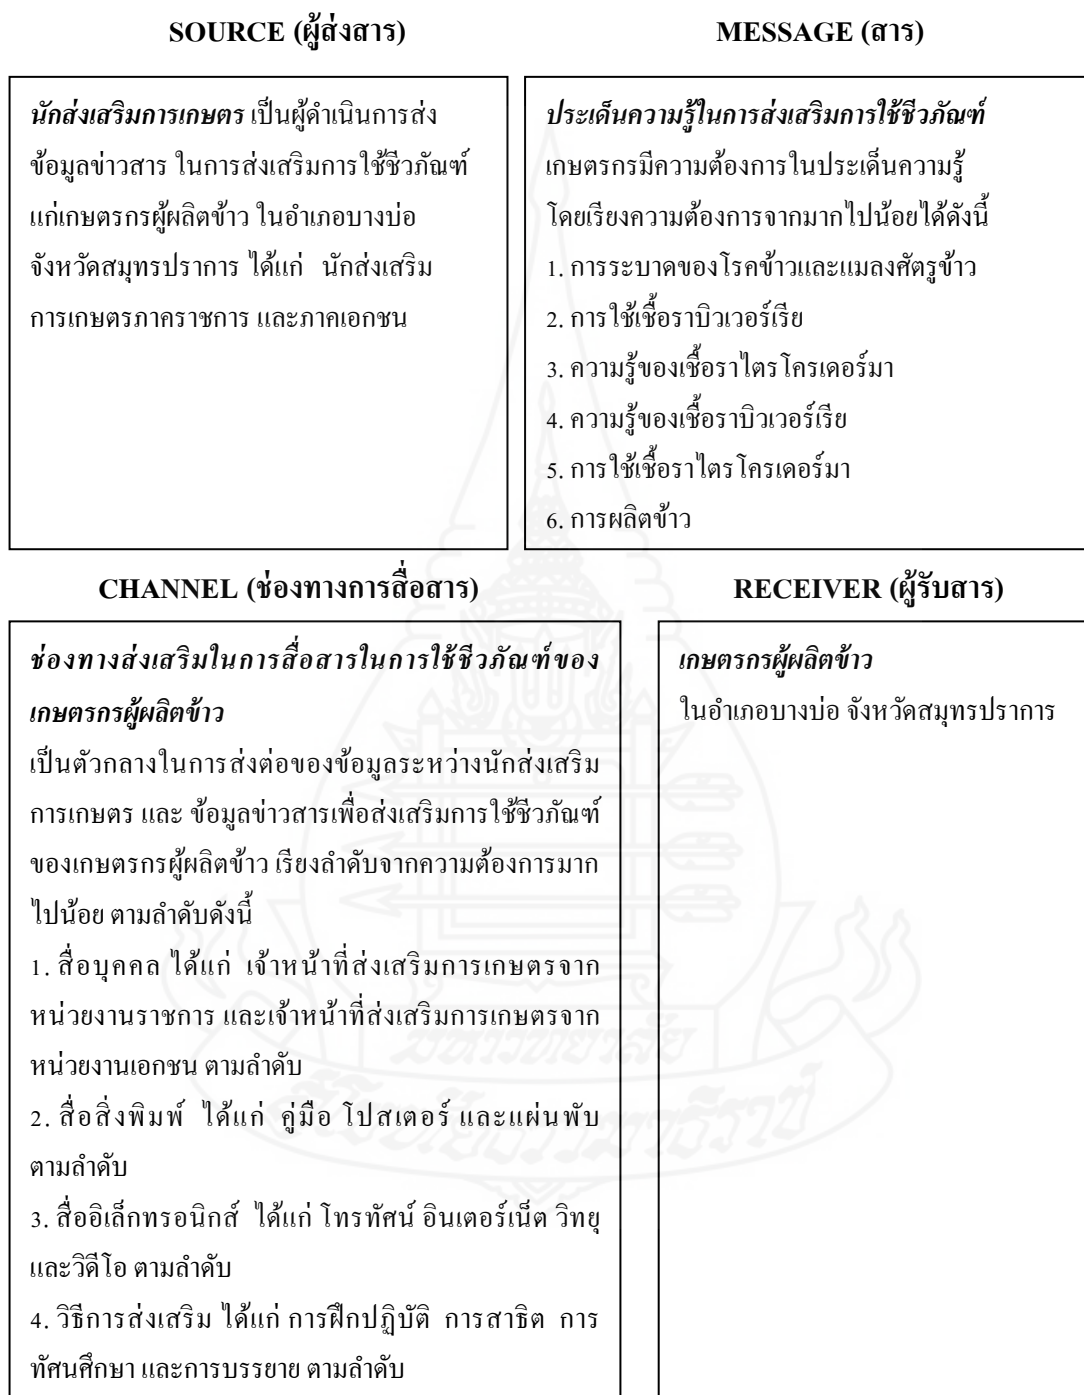 SOURCE (ผู้ส่งสาร)
นักส่งเสริมการเกษตร เป็นผู้ดำเนินการส่ง
ข้อมูลข่าวสาร ในการส่งเสริมการใช้ชีวภัณฑ์
แก่เกษตรกรผู้ผลิตข้าว ในอำเภอบางบ่อ
จังหวัดสมุทรปราการ ได้แก่ นักส่งเสริม
การเกษตรภาคราชการ และภาคเอกชน
MESSAGE (สาร)
ประเด็นความรู้ในการส่งเสริมการใช้ชีวภัณฑ์
เกษตรกรมีความต้องการในประเด็นความรู้
โดยเรียงความต้องการจากมากไปน้อยได้ดังนี้
1. การระบาดของโรคข้าวและแมลงศัตรูข้าว
2. การใช้เชื้อราบิวเวอร์เรีย
3. ความรู้ของเชื้อราไตรโครเดอร์มา
4. ความรู้ของเชื้อราบิวเวอร์เรีย
5. การใช้เชื้อราไตรโครเดอร์มา
6. การผลิตข้าว
CHANNEL (ช่องทางการสื่อสาร)
ช่องทางส่งเสริมในการสื่อสารในการใช้ชีวภัณฑ์ของ
เกษตรกรผู้ผลิตข้าว
เป็นตัวกลางในการส่งต่อของข้อมูลระหว่างนักส่งเสริม
การเกษตร และ ข้อมูลข่าวสารเพื่อส่งเสริมการใช้ชีวภัณฑ์
ของเกษตรกรผู้ผลิตข้าว เรียงลำดับจากความต้องการมาก
ไปน้อย ตามลำดับดังนี้
1. สื่อบุคคล ได้แก่ เจ้าหน้าที่ส่งเสริมการเกษตรจาก
หน่วยงานราชการ และเจ้าหน้าที่ส่งเสริมการเกษตรจาก
หน่วยงานเอกชน ตามลำดับ
2. สื่อสิ่งพิมพ์ ได้แก่ คู่มือ โปสเตอร์ และแผ่นพับ
ตามลำดับ
3. สื่ออิเล็กทรอนิกส์ ได้แก่ โทรทัศน์ อินเตอร์เน็ต วิทยุ
และวิดีโอ ตามลำดับ
4. วิธีการส่งเสริม ได้แก่ การฝึกปฏิบัติ การสาธิต การ
ทัศนศึกษา และการบรรยาย ตามลำดับ
RECEIVER (ผู้รับสาร)
เกษตรกรผู้ผลิตข้าว
ในอำเภอบางบ่อ จังหวัดสมุทรปราการ
มหาวิทยาลัย
สุโขทัยธรรมาธิราช